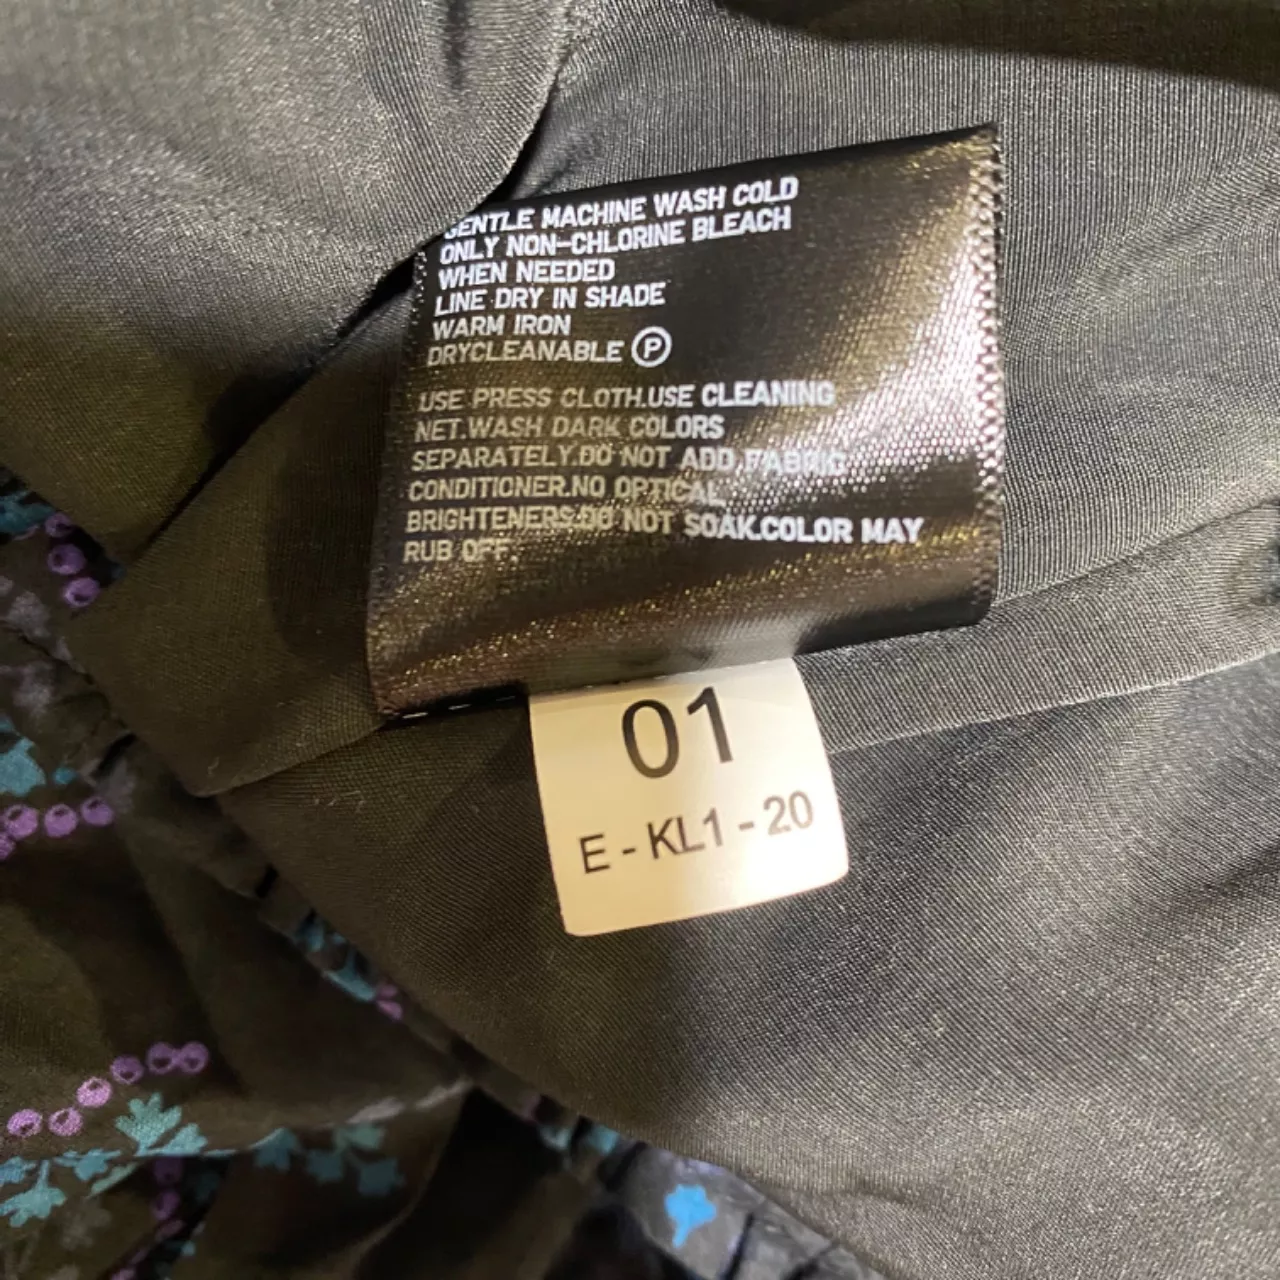 GENTLE MACHINE WASH COLD
ONLY NON-CHLORINE BLEACH
WHEN NEEDED
LINE DRY IN SHADE
WARM IRON
DRYCLEANABLE Ⓟ
USE PRESS CLOTH.USE CLEANING
NET.WASH DARK COLORS
SEPARATELY.DO NOT ADD FABRIC
CONDITIONER.NO OPTICAL
BRIGHTENERS.DO NOT SOAK.COLOR MAY
RUB OFF.
01
E - KL1 - 20